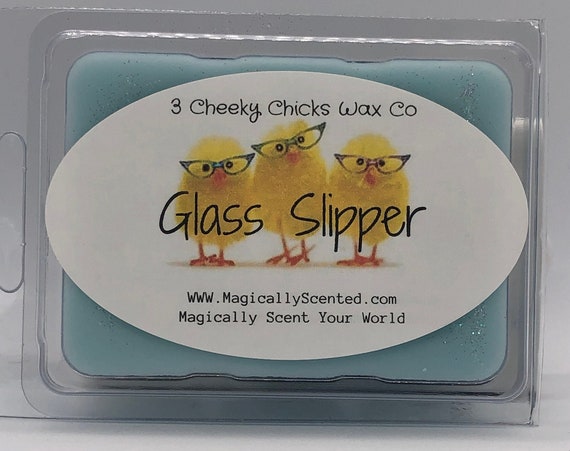 3 Cheeky Chicks Wax Co
Glass Slipper
WWW.MagicallyScented.com
Magically Scent Your World